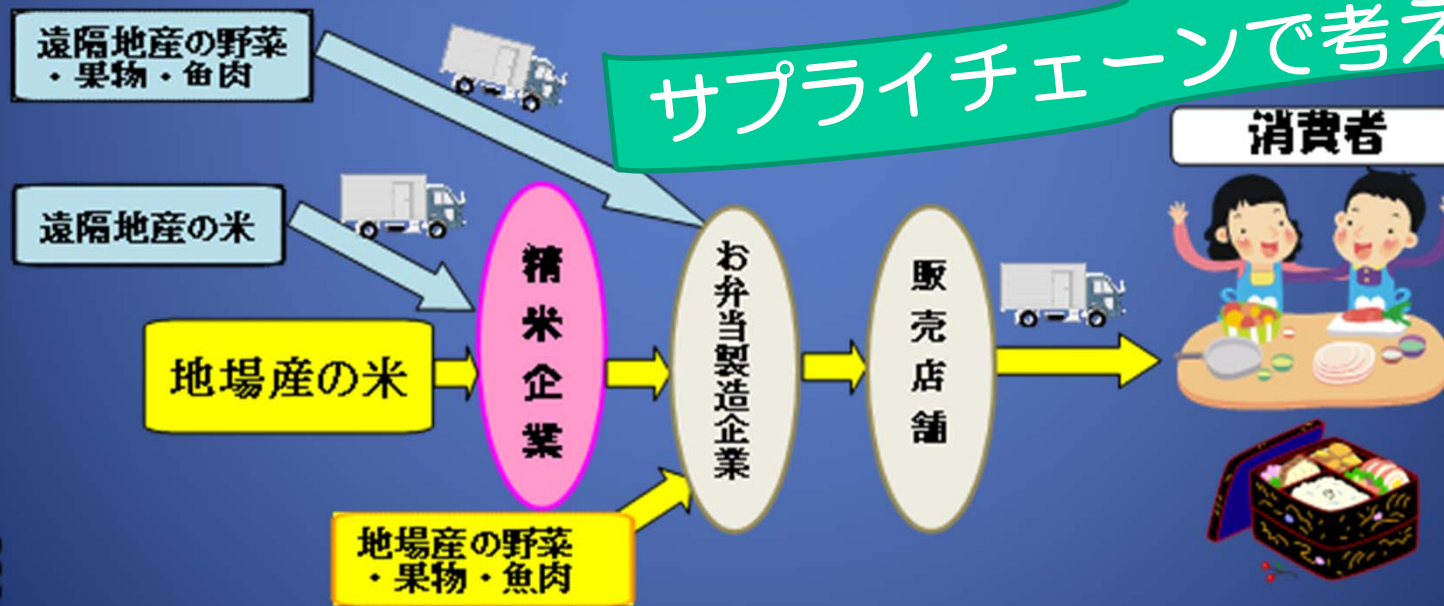 サプライチェーンで考え
遠隔地産の野菜
・果物・魚肉
遠隔地産の米
地場産の米
地場産の野菜
・果物・魚肉
精米企業
お弁当製造企業
販売店舗
消費者